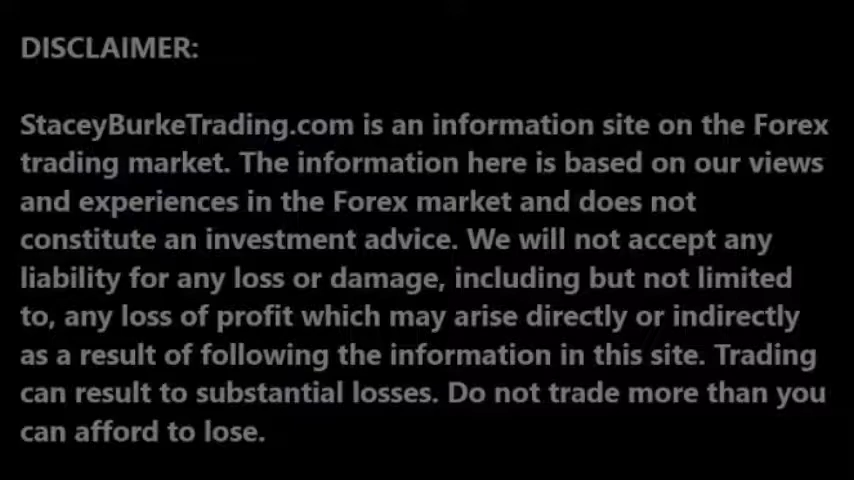 DISCLAIMER:
StaceyBurkeTrading.com is an information site on the Forex
trading market. The information here is based on our views
and experiences in the Forex market and does not
constitute an investment advice. We will not accept any
liability for any loss or damage, including but not limited
to, any loss of profit which may arise directly or indirectly
as a result of following the information in this site. Trading
can result to substantial losses. Do not trade more than you
can afford to lose.